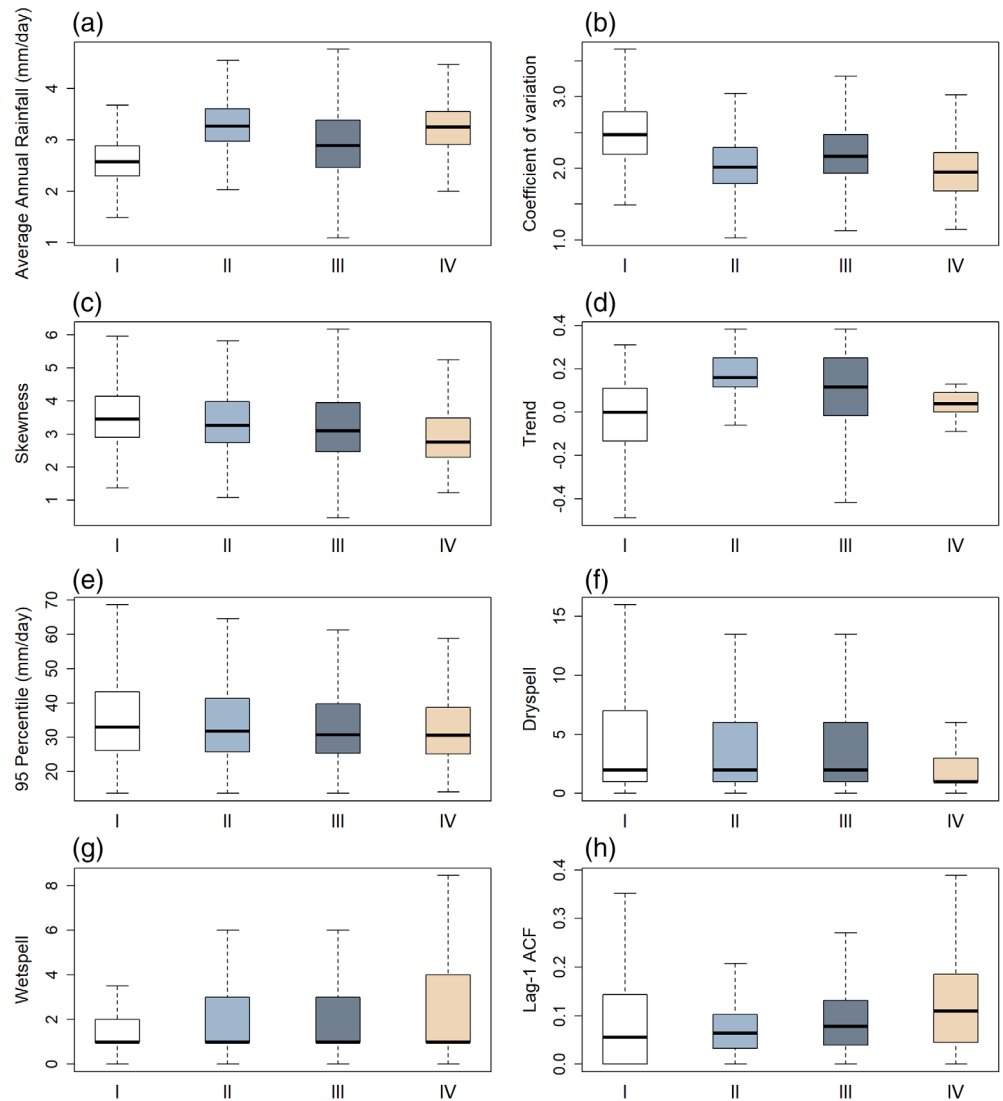 (a)
Average Annual Rainfall (mm/day)
4
3
2
1
I II III IV
(b)
Coefficient of variation
3.0
2.0
1.0
I II III IV
(c)
Skewness
6
5
4
3
2
1
I II III IV
(d)
Trend
0.4
0.2
0.0
-0.2
-0.4
I II III IV
(e)
95 Percentile (mm/day)
70
60
50
40
30
20
I II III IV
(f)
Dryspell
15
10
5
0
I II III IV
(g)
Wetspell
8
6
4
2
0
I II III IV
(h)
Lag-1 ACF
0.4
0.3
0.2
0.1
0.0
I II III IV